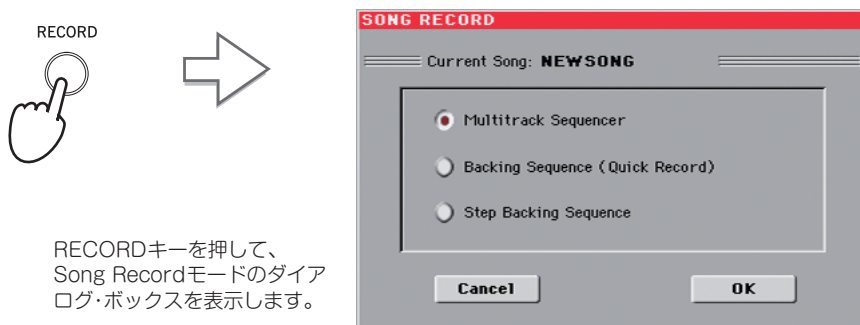 RECORD
RECORDキーを押して、
Song Recordモードのダイア
ログ・ボックスを表示します。
SONG RECORD
Current Song: NEWSONG
Multitrack Sequencer
Backing Sequence (Quick Record)
Step Backing Sequence
Cancel
OK